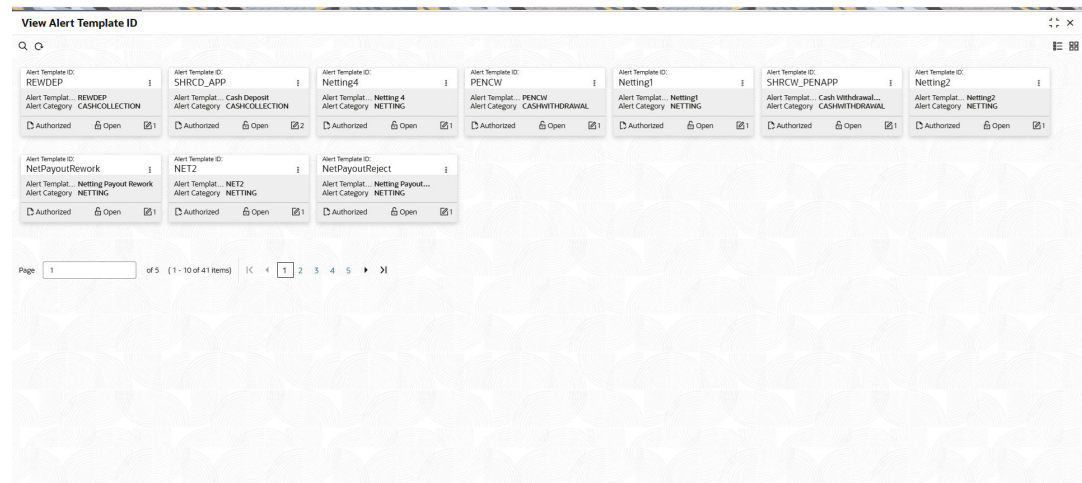 View Alert Template ID
Alert Template ID:
REWDEP
Alert Templat... REWDEP
Alert Category CASHCOLLECTION
Authorized Open 1
Alert Template ID:
SHRCD_APP
Alert Templat... Cash Deposit
Alert Category CASHCOLLECTION
Authorized Open 2
Alert Template ID:
Netting4
Alert Templat... Netting 4
Alert Category NETTING
Authorized Open 1
Alert Template ID:
PENCW
Alert Templat... PENCW
Alert Category CASHWITHDRAWAL
Authorized Open 1
Alert Template ID:
Netting1
Alert Templat... Netting1
Alert Category NETTING
Authorized Open 1
Alert Template ID:
SHRCW_PENAPP
Alert Templat... Cash Withdrawal...
Alert Category CASHWITHDRAWAL
Authorized Open 1
Alert Template ID:
Netting2
Alert Templat... Netting2
Alert Category NETTING
Authorized Open 1
Alert Template ID:
NetPayoutRework
Alert Templat... Netting Payout Rework
Alert Category NETTING
Authorized Open 1
Alert Template ID:
NET2
Alert Templat... NET2
Alert Category NETTING
Authorized Open 1
Alert Template ID:
NetPayoutReject
Alert Templat... Netting Payout...
Alert Category NETTING
Authorized Open 1
Page 1 of 5 (1 - 10 of 41 items) 1 2 3 4 5